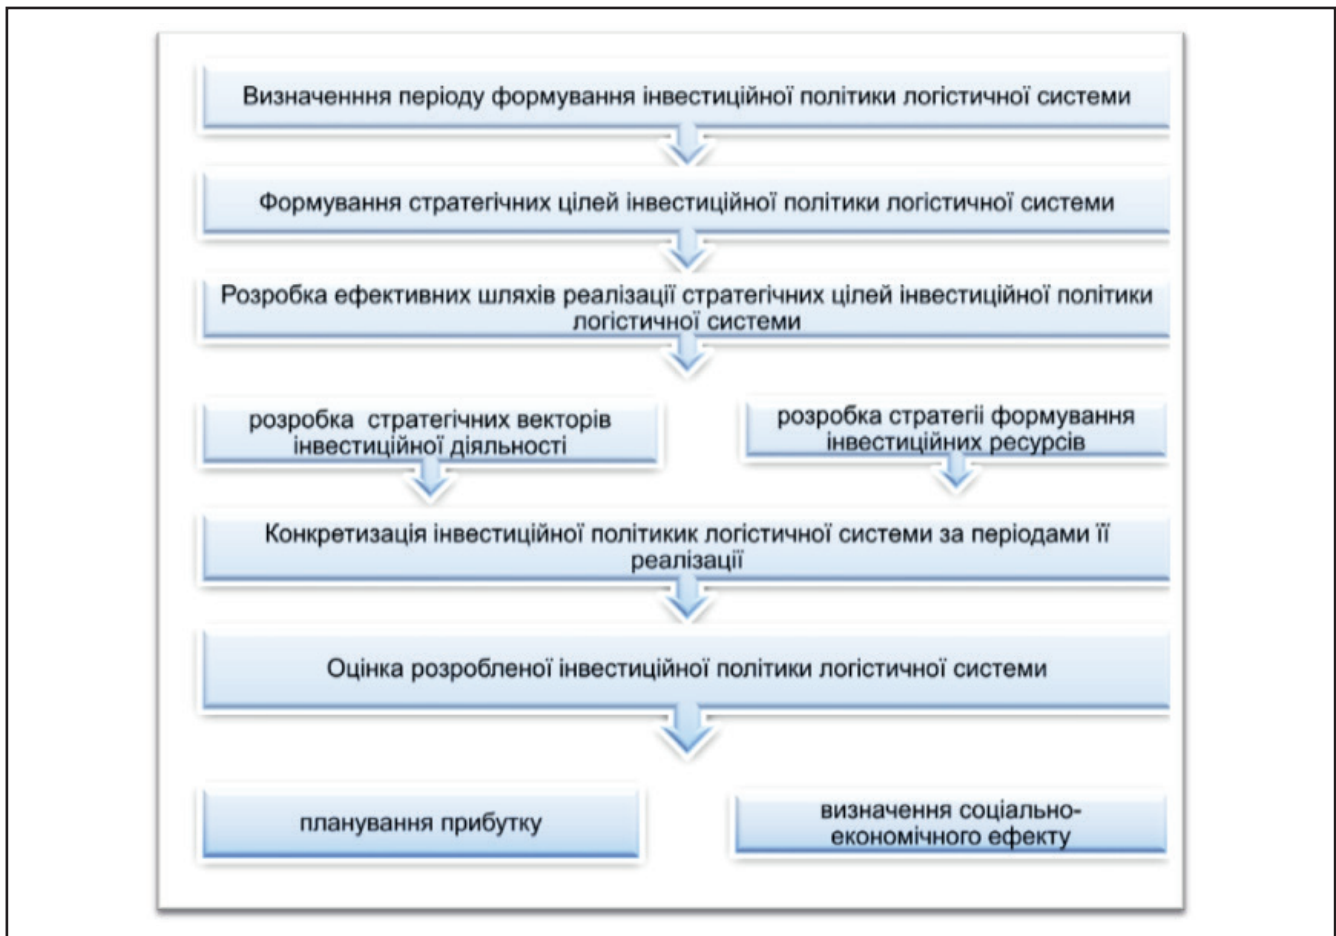 Визначенння періоду формування інвестиційної політики логістичної системи
Формування стратегічних цілей інвестиційної політики логістичної системи
Розробка ефективних шляхів реалізації стратегічних цілей інвестиційної політики
логістичної системи
розробка стратегічних векторів
інвестиційної діяльності
розробка стратегії формування
інвестиційних ресурсів
Конкретизація інвестиційної політикик логістичної системи за періодами її
реалізації
Оцінка розробленої інвестиційної політики логістичної системи
планування прибутку
визначення соціально-
економічного ефекту